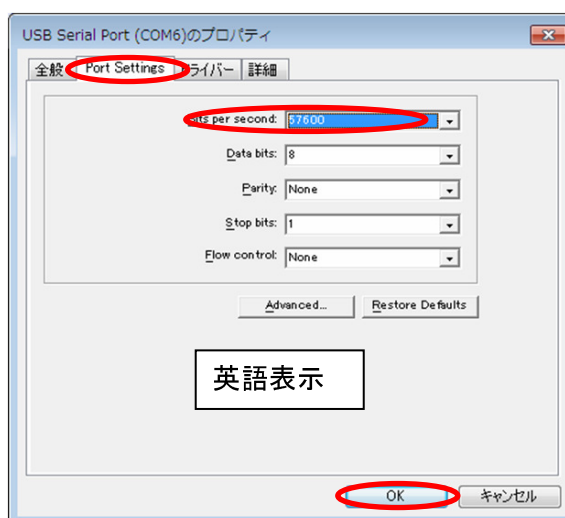 USB Serial Port (COM6)のプロパティ
全般 Port Settings ドライバー 詳細
Bits per second: 57600
Data bits: 8
Parity: None
Stop bits: 1
Flow control: None
Advanced... Restore Defaults
英語表示
OK キャンセル